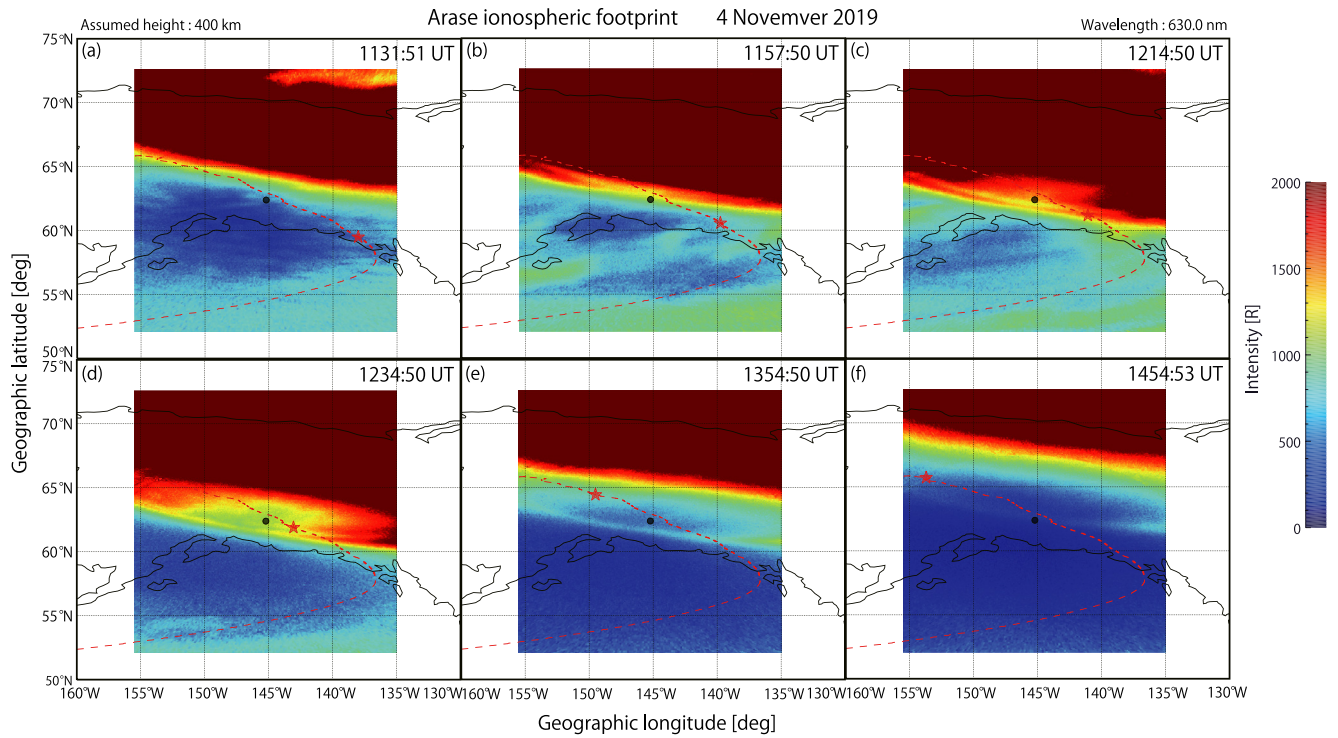 Arase ionospheric footprint 4 Novemver 2019
Assumed height : 400 km
Wavelength : 630.0 nm
75°N
(a)
1131:51 UT
(b)
1157:50 UT
(c)
1214:50 UT
70°N
65°N
60°N
55°N
50°N
75°N
(d)
1234:50 UT
(e)
1354:50 UT
(f)
1454:53 UT
70°N
65°N
60°N
55°N
50°N
160°W 155°W 150°W 145°W 140°W 135°W 130°W
160°W 155°W 150°W 145°W 140°W 135°W 130°W
160°W 155°W 150°W 145°W 140°W 135°W 130°W
Geographic latitude [deg]
Geographic longitude [deg]
2000
1500
1000
500
0
Intensity [R]